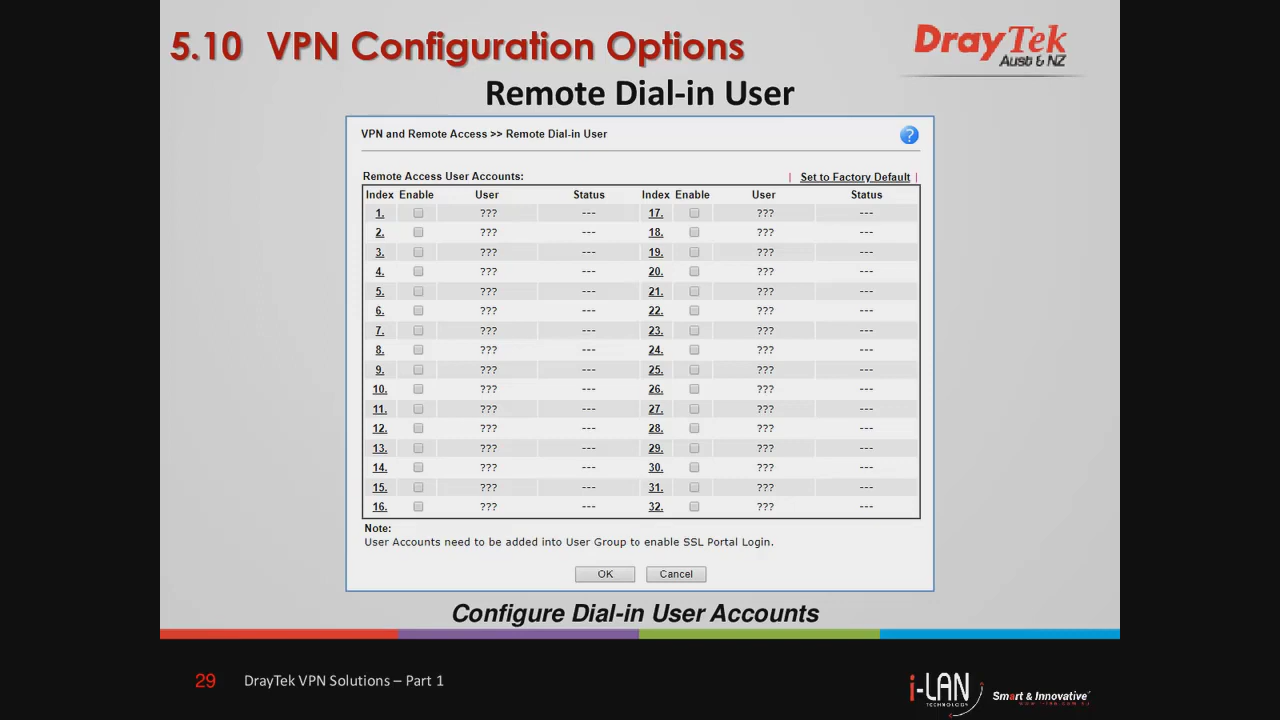 5.10 VPN Configuration Options
DrayTek
Aust & NZ
Remote Dial-in User
VPN and Remote Access >> Remote Dial-in User
?
Remote Access User Accounts:
| Set to Factory Default |
Index Enable User Status Index Enable User Status
1. ??? --- 17. ??? ---
2. ??? --- 18. ??? ---
3. ??? --- 19. ??? ---
4. ??? --- 20. ??? ---
5. ??? --- 21. ??? ---
6. ??? --- 22. ??? ---
7. ??? --- 23. ??? ---
8. ??? --- 24. ??? ---
9. ??? --- 25. ??? ---
10. ??? --- 26. ??? ---
11. ??? --- 27. ??? ---
12. ??? --- 28. ??? ---
13. ??? --- 29. ??? ---
14. ??? --- 30. ??? ---
15. ??? --- 31. ??? ---
16. ??? --- 32. ??? ---
Note:
User Accounts need to be added into User Group to enable SSL Portal Login.
OK Cancel
Configure Dial-in User Accounts
29 DrayTek VPN Solutions – Part 1
i-LAN
TECHNOLOGY
Smart & Innovative